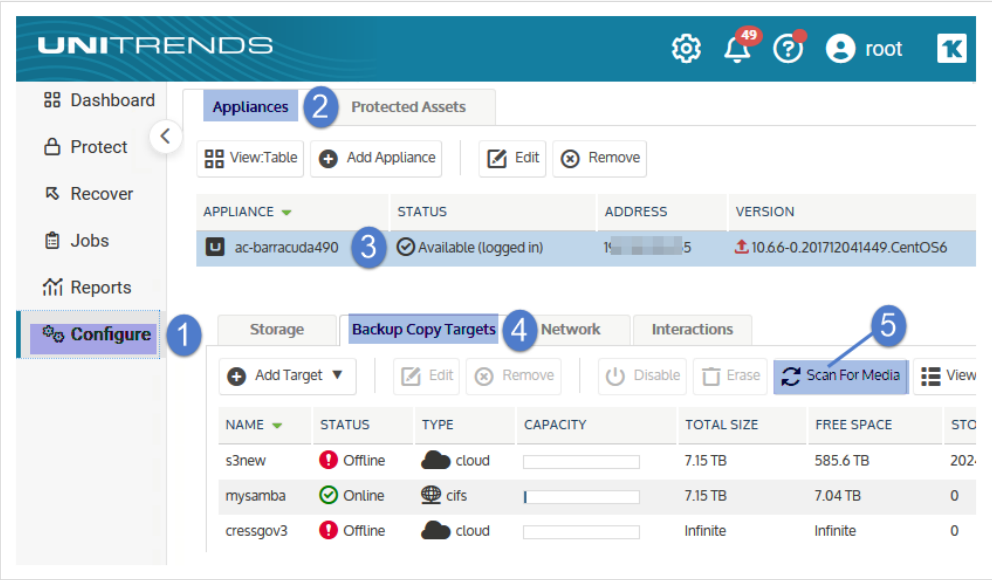 UNITRENDS
49
root
Dashboard
Appliances 2 Protected Assets
Protect
View:Table Add Appliance Edit Remove
Recover
APPLIANCE STATUS ADDRESS VERSION
Jobs
ac-barracuda490 3 Available (logged in) 5 10.6.6-0.201712041449.CentOS6
Reports
Configure 1
Storage Backup Copy Targets 4 Network Interactions 5
Add Target Edit Remove Disable Erase Scan For Media View
NAME STATUS TYPE CAPACITY TOTAL SIZE FREE SPACE STO
s3new Offline cloud 7.15 TB 585.6 TB 202
mysamba Online cifs 7.15 TB 7.04 TB 0
cressgov3 Offline cloud Infinite Infinite 0